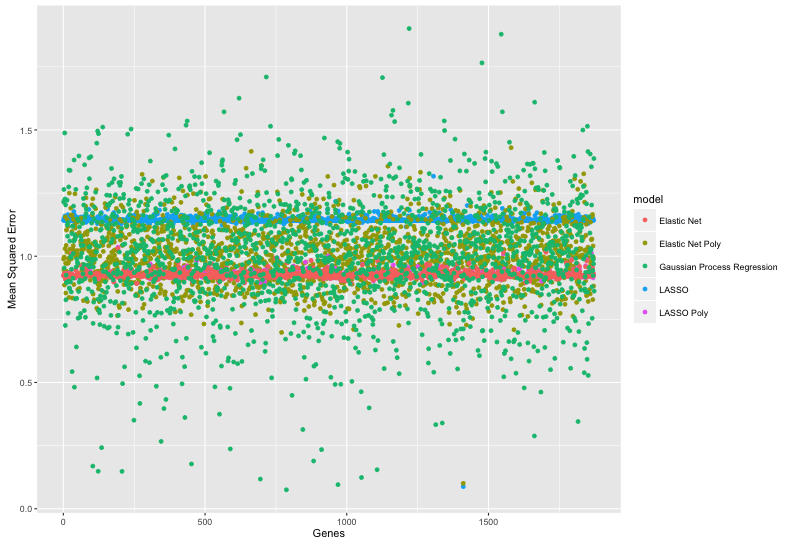 Mean Squared Error
1.5
1.0
0.5
0.0
0
500
1000
1500
Genes
model
Elastic Net
Elastic Net Poly
Gaussian Process Regression
LASSO
LASSO Poly